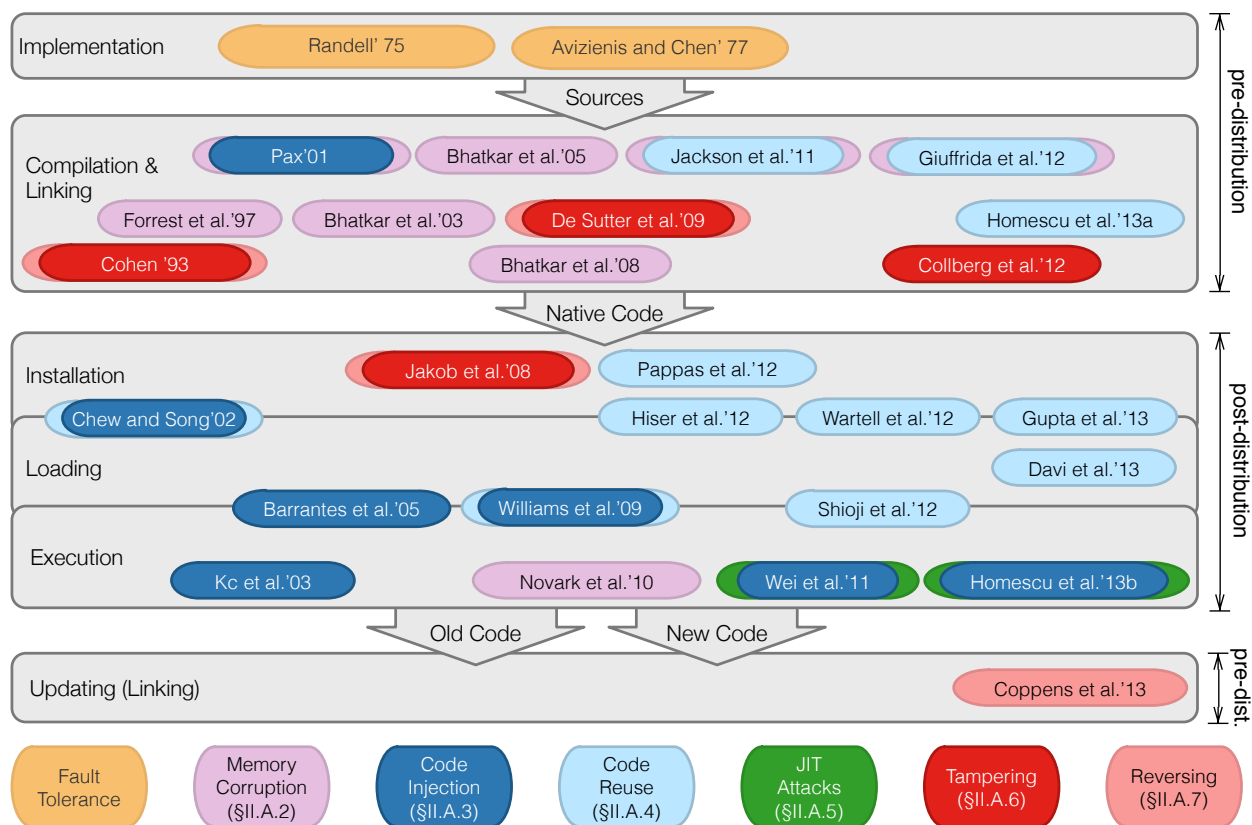 Implementation
Randell' 75
Avizienis and Chen' 77
Sources
pre-distribution
Compilation &
Linking
Pax'01
Bhatkar et al.'05
Jackson et al.'11
Giuffrida et al.'12
Forrest et al.'97
Bhatkar et al.'03
De Sutter et al.'09
Homescu et al.'13a
Cohen '93
Bhatkar et al.'08
Collberg et al.'12
Native Code
Installation
Jakob et al.'08
Pappas et al.'12
Chew and Song'02
Hiser et al.'12
Wartell et al.'12
Gupta et al.'13
post-distribution
Loading
Davi et al.'13
Barrantes et al.'05
Williams et al.'09
Shioji et al.'12
Execution
Kc et al.'03
Novark et al.'10
Wei et al.'11
Homescu et al.'13b
Old Code
New Code
Updating (Linking)
Coppens et al.'13
pre-dist.
Fault
Tolerance
Memory
Corruption
(§II.A.2)
Code
Injection
(§II.A.3)
Code
Reuse
(§II.A.4)
JIT
Attacks
(§II.A.5)
Tampering
(§II.A.6)
Reversing
(§II.A.7)